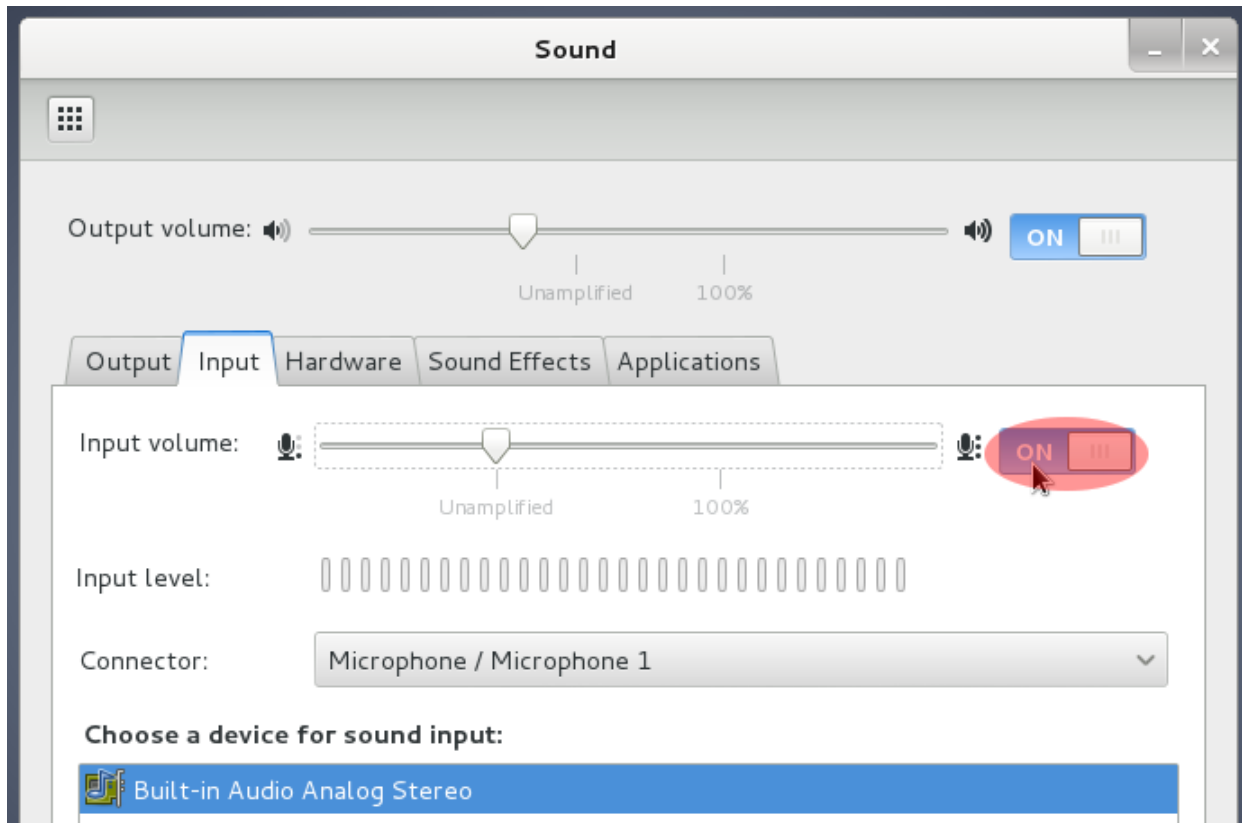 Sound
Output volume: ON
Unamplified 100%
Output Input Hardware Sound Effects Applications
Input volume: ON
Unamplified 100%
Input level:
Connector: Microphone / Microphone 1
Choose a device for sound input:
Built-in Audio Analog Stereo